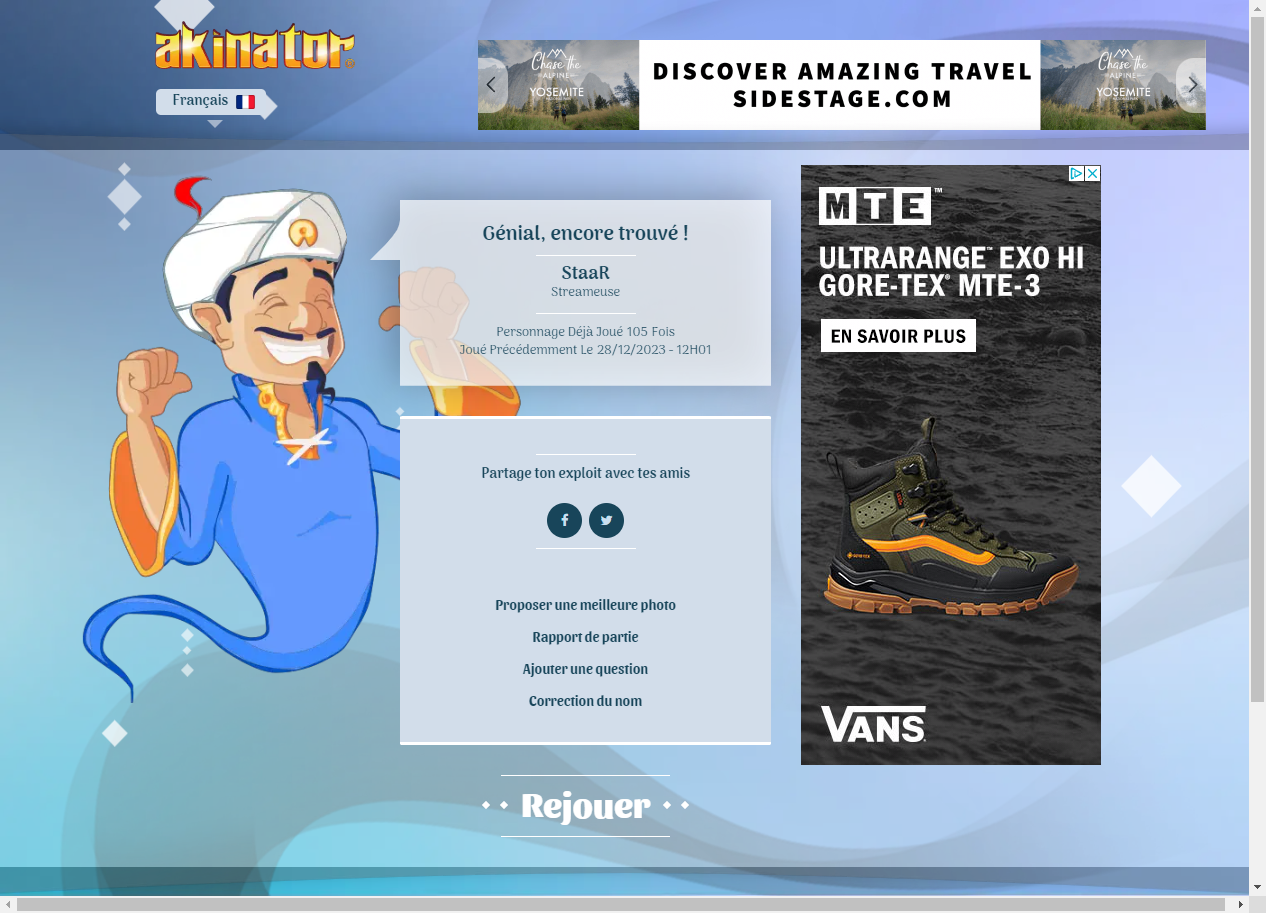 akinator
Français
Chase the
ALPINE
YOSEMITE
DISCOVER AMAZING TRAVEL
SIDESTAGE.COM
Chase the
ALPINE
YOSEMITE
Génial, encore trouvé !
StaaR
Streameuse
Personnage Déjà Joué 105 Fois
Joué Précédemment Le 28/12/2023 - 12H01
Partage ton exploit avec tes amis
Proposer une meilleure photo
Rapport de partie
Ajouter une question
Correction du nom
Rejouer
MTE™
ULTRARANGE™ EXO HI
GORE-TEX® MTE-3
EN SAVOIR PLUS
VANS